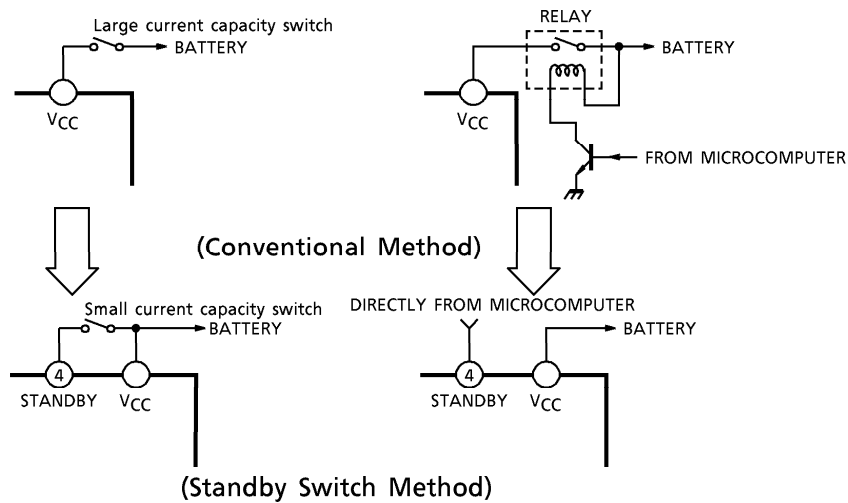 Large current capacity switch
BATTERY
VCC
RELAY
BATTERY
VCC
FROM MICROCOMPUTER
(Conventional Method)
Small current capacity switch
BATTERY
4
STANDBY VCC
DIRECTLY FROM MICROCOMPUTER
BATTERY
4
STANDBY VCC
(Standby Switch Method)